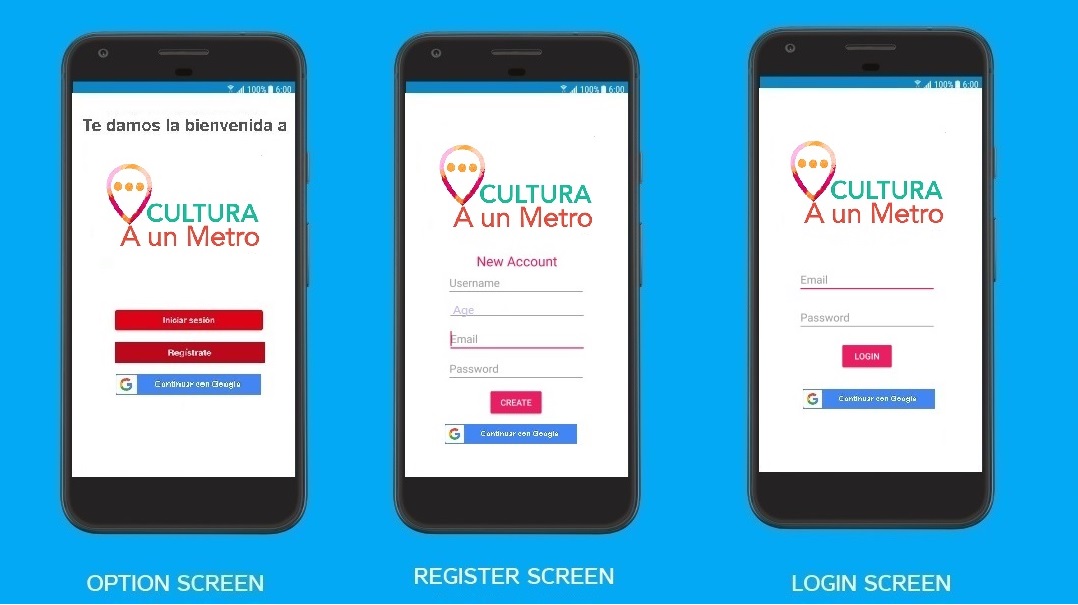 100% 6:00
Te damos la bienvenida a
CULTURA
A un Metro
Iniciar sesión
Regístrate
G Continuar con Google
OPTION SCREEN
100% 6:00
CULTURA
A un Metro
New Account
Username
Age
Email
Password
CREATE
G Continuar con Google
REGISTER SCREEN
100% 6:00
CULTURA
A un Metro
Email
Password
LOGIN
G Continuar con Google
LOGIN SCREEN